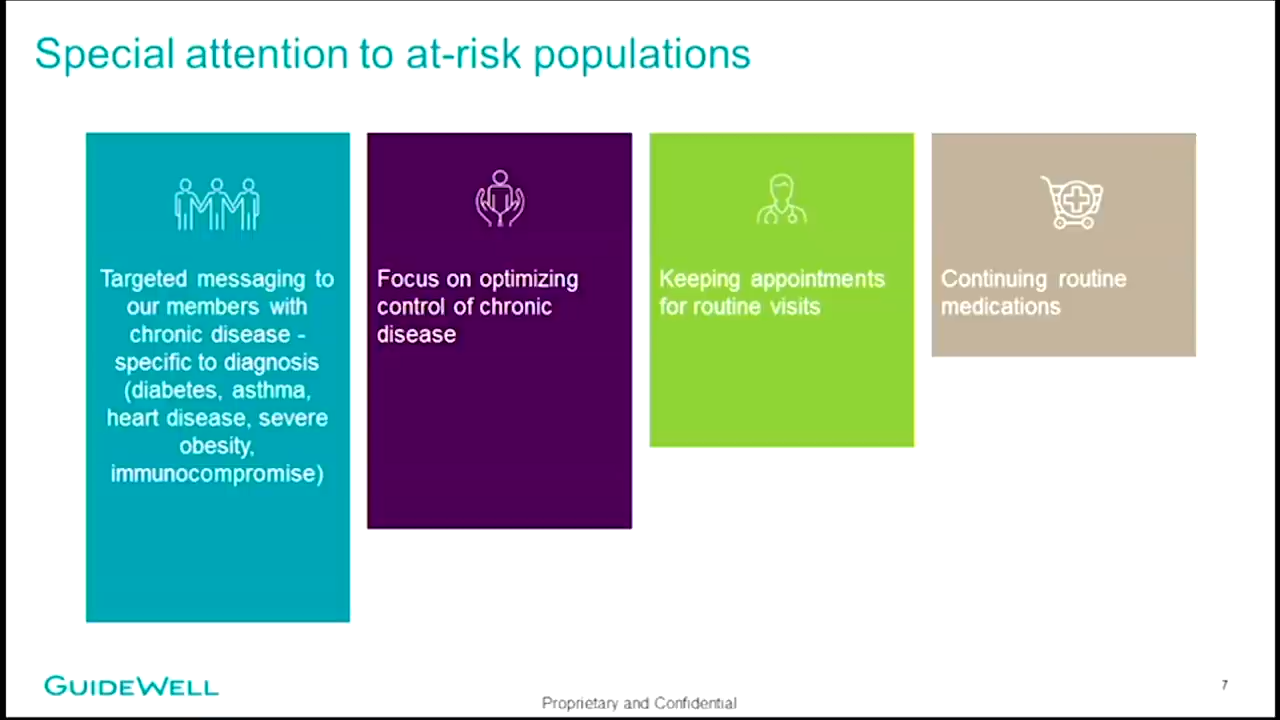 Special attention to at-risk populations
Targeted messaging to
our members with
chronic disease -
specific to diagnosis
(diabetes, asthma,
heart disease, severe
obesity,
immunocompromise)
Focus on optimizing
control of chronic
disease
Keeping appointments
for routine visits
Continuing routine
medications
GUIDEWELL
Proprietary and Confidential
7